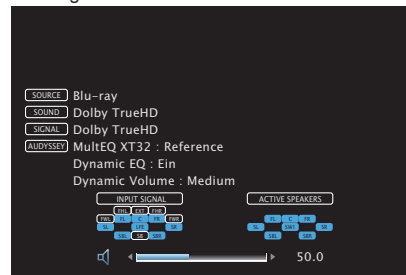 SOURCE Blu-ray
SOUND Dolby TrueHD
SIGNAL Dolby TrueHD
AUDYSSEY MultEQ XT32 : Reference
Dynamic EQ : Ein
Dynamic Volume : Medium
INPUT SIGNAL ACTIVE SPEAKERS
FHL EXT FHR
FWL FL C FR FWR FL C FR
SL LFE SR SL SW1 SR
SBL SB SBR SBL SBR
50.0